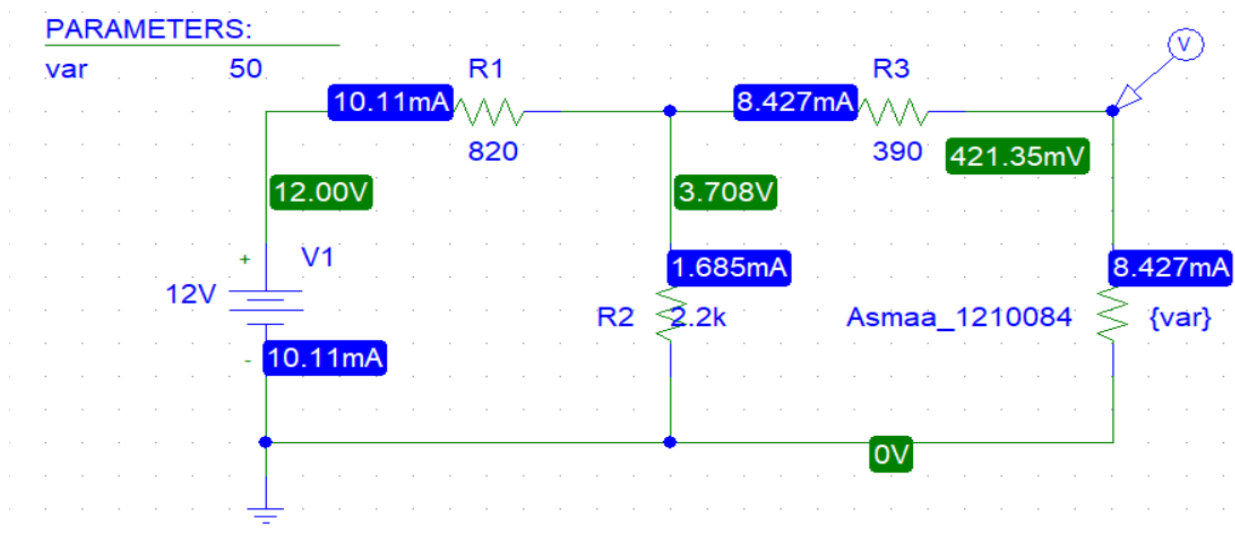 PARAMETERS:
var 50
R1
R3
V
10.11mA
8.427mA
820
390
421.35mV
12.00V
3.708V
+
V1
1.685mA
8.427mA
12V
R2
2.2k
Asmaa_1210084
{var}
-
10.11mA
0V